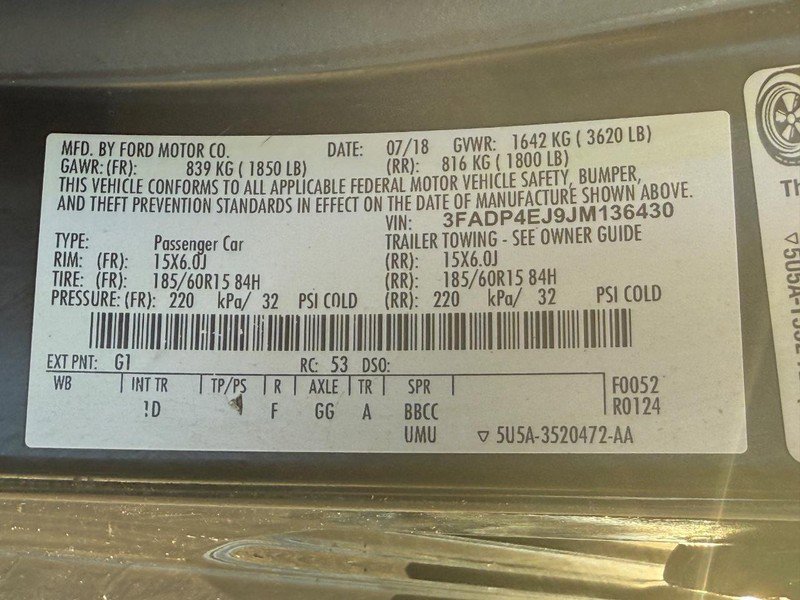 MFD. BY FORD MOTOR CO. DATE: 07/18 GVWR: 1642 KG ( 3620 LB)
GAWR: (FR): 839 KG ( 1850 LB) (RR): 816 KG ( 1800 LB)
THIS VEHICLE CONFORMS TO ALL APPLICABLE FEDERAL MOTOR VEHICLE SAFETY, BUMPER,
AND THEFT PREVENTION STANDARDS IN EFFECT ON THE DATE OF MANUFACTURE SHOWN ABOVE.
VIN: 3FADP4EJ9JM136430
TYPE: Passenger Car TRAILER TOWING - SEE OWNER GUIDE
RIM: (FR): 15X6.0J (RR): 15X6.0J
TIRE: (FR): 185/60R15 84H (RR): 185/60R15 84H
PRESSURE: (FR): 220 kPa/ 32 PSI COLD (RR): 220 kPa/ 32 PSI COLD
EXT PNT: G1 RC: 53 DSO:
WB INT TR TP/PS R AXLE TR SPR F0052
F GG A BBCC R0124
UMU ▽ 5U5A-3520472-AA
Th